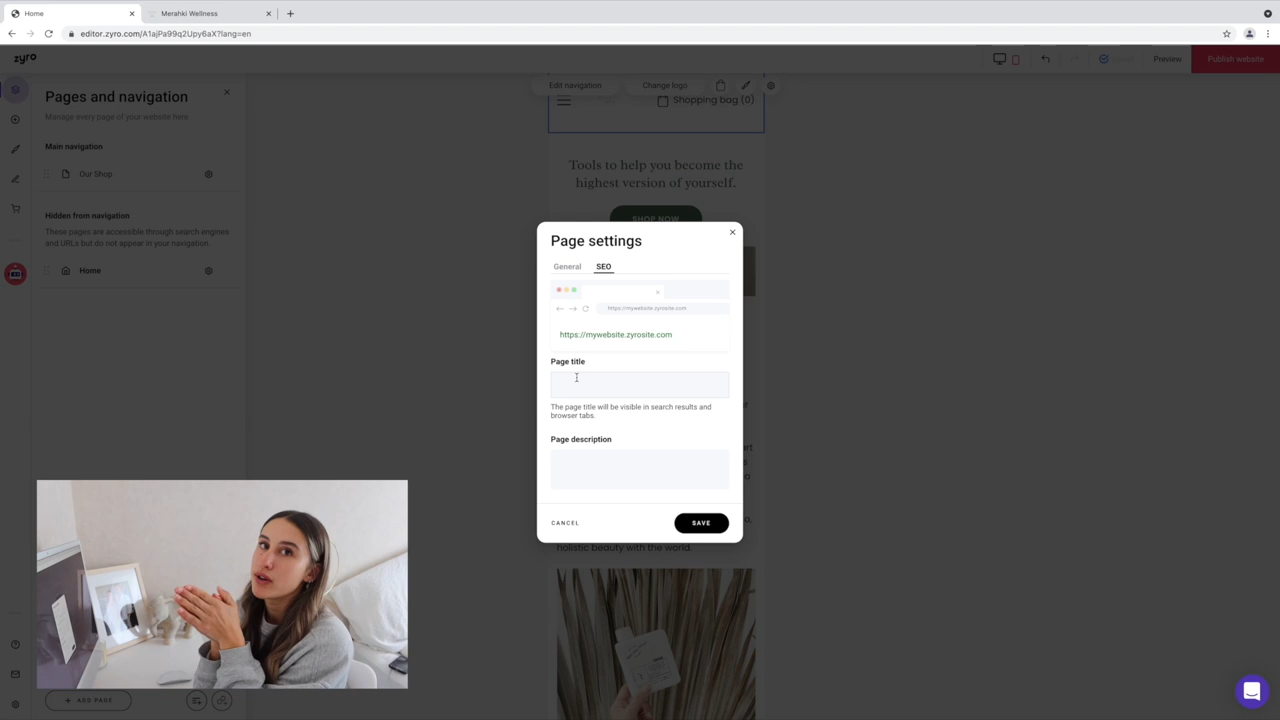 Home
Merahki Wellness
editor.zyro.com/A1ajPa99q2Upy6aX?lang=en
zyro
Preview
Publish website
Pages and navigation
Manage every page of your website here
Main navigation
Our Shop
Hidden from navigation
These pages are accessible through search engines
and URLs but do not appear in your navigation.
Home
ADD PAGE
Edit navigation
Change logo
Shopping bag (0)
Tools to help you become the
highest version of yourself.
SHOP NOW
Page settings
General
SEO
https://mywebsite.zyrosite.com
https://mywebsite.zyrosite.com
Page title
The page title will be visible in search results and
browser tabs.
Page description
CANCEL
SAVE
holistic beauty with the world.